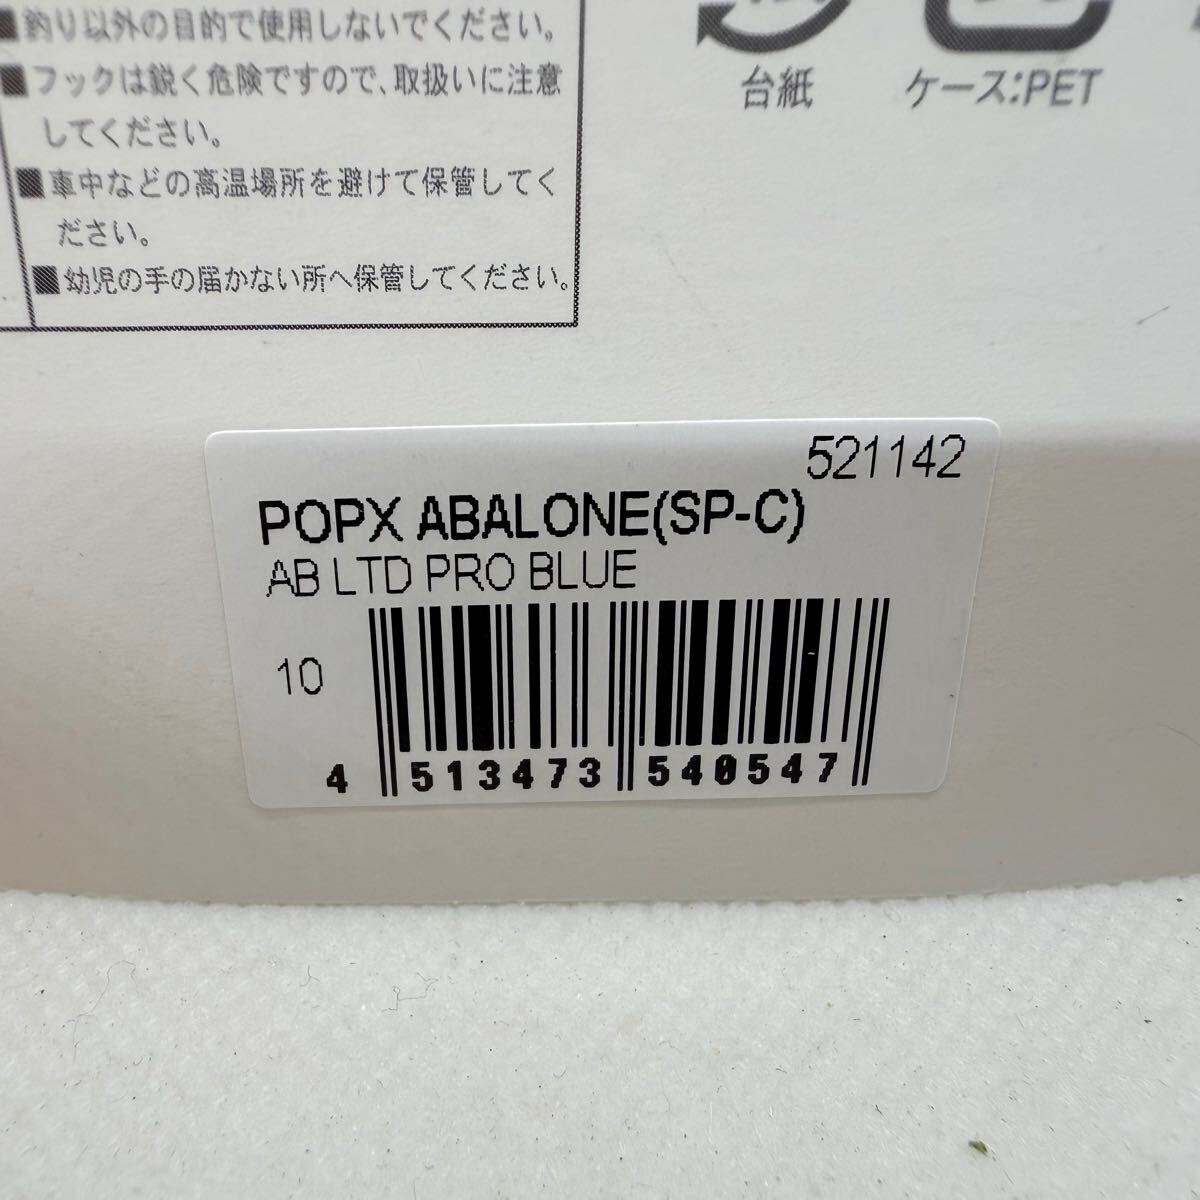 ■釣り以外の目的で使用しないでください。
■フックは鋭く危険ですので、取扱いに注意
してください。
■車中などの高温場所を避けて保管してく
ださい。
■幼児の手の届かない所へ保管してください。
台紙
ケース:PET
521142
POPX ABALONE(SP-C)
AB LTD PRO BLUE
10
4 513473 540547